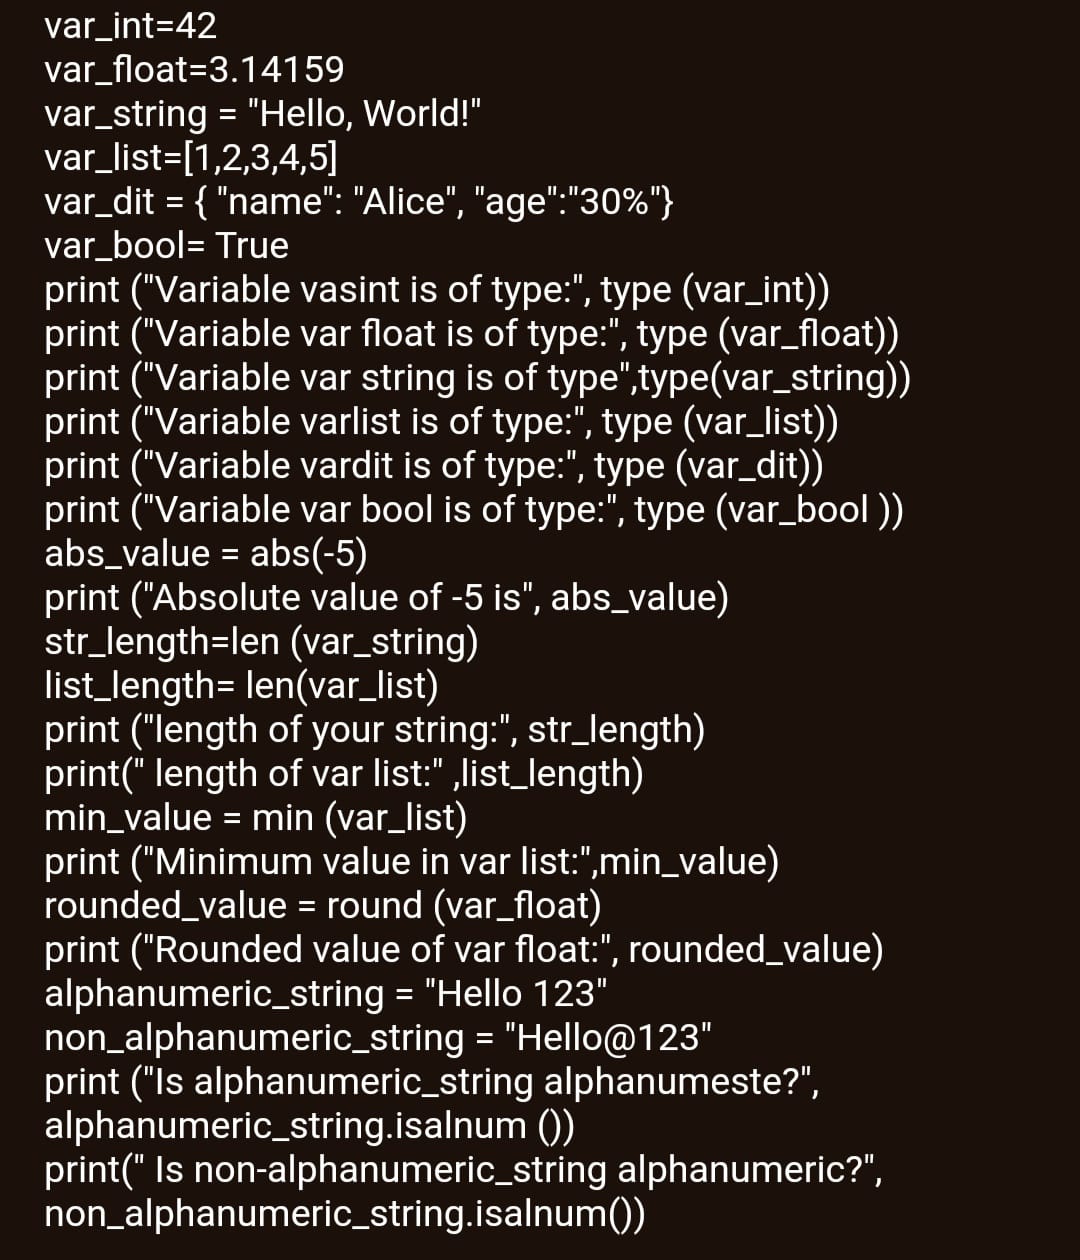 var_int=42
var_float=3.14159
var_string = "Hello, World!"
var_list=[1,2,3,4,5]
var_dit = { "name": "Alice", "age":"30%"}
var_bool= True
print ("Variable vasint is of type:", type (var_int))
print ("Variable var float is of type:", type (var_float))
print ("Variable var string is of type",type(var_string))
print ("Variable varlist is of type:", type (var_list))
print ("Variable vardit is of type:", type (var_dit))
print ("Variable var bool is of type:", type (var_bool ))
abs_value = abs(-5)
print ("Absolute value of -5 is", abs_value)
str_length=len (var_string)
list_length= len(var_list)
print ("length of your string:", str_length)
print(" length of var list:" ,list_length)
min_value = min (var_list)
print ("Minimum value in var list:",min_value)
rounded_value = round (var_float)
print ("Rounded value of var float:", rounded_value)
alphanumeric_string = "Hello 123"
non_alphanumeric_string = "Hello@123"
print ("Is alphanumeric_string alphanumeste?",
alphanumeric_string.isalnum ())
print(" Is non-alphanumeric_string alphanumeric?",
non_alphanumeric_string.isalnum())